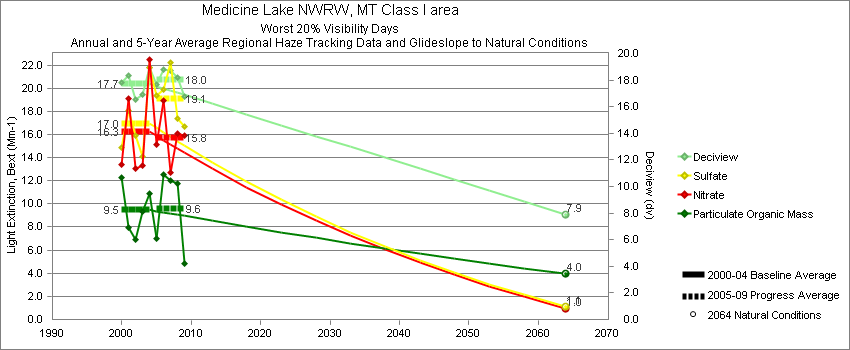 Medicine Lake NWRW, MT Class I area
Worst 20% Visibility Days
Annual and 5-Year Average Regional Haze Tracking Data and Glideslope to Natural Conditions
Light Extinction, Bext (Mm-1)
22.0
20.0
18.0
16.0
14.0
12.0
10.0
8.0
6.0
4.0
2.0
0.0
17.7
18.0
19.1
17.0
16.3
15.8
9.5
9.6
7.9
4.0
1.1
1.0
20.0
18.0
16.0
14.0
12.0
10.0
8.0
6.0
4.0
2.0
0.0
Deciview (dv)
1990 2000 2010 2020 2030 2040 2050 2060 2070
Deciview
Sulfate
Nitrate
Particulate Organic Mass
2000-04 Baseline Average
2005-09 Progress Average
2064 Natural Conditions